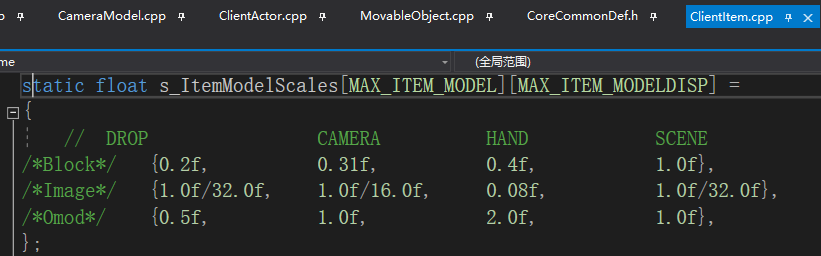 p CameraModel.cpp ClientActor.cpp MovableObject.cpp CoreCommonDef.h ClientItem.cpp
me (全局范围)
static float s_ItemModelScales[MAX_ITEM_MODEL][MAX_ITEM_MODELDISP] =
{
// DROP CAMERA HAND SCENE
/*Block*/ {0.2f, 0.31f, 0.4f, 1.0f},
/*Image*/ {1.0f/32.0f, 1.0f/16.0f, 0.08f, 1.0f/32.0f},
/*Omod*/ {0.5f, 1.0f, 2.0f, 1.0f},
};